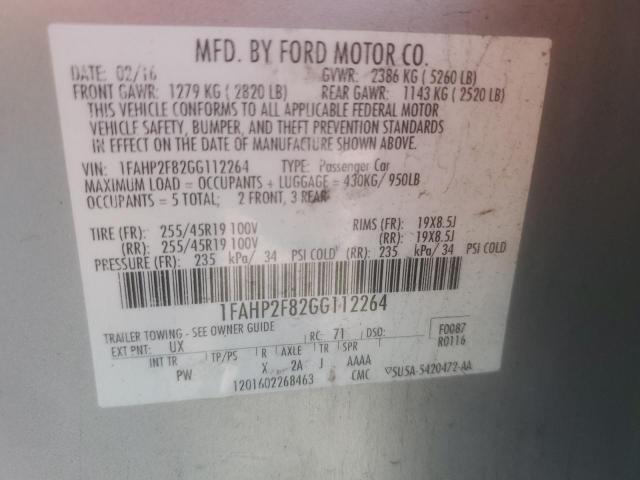 MFD. BY FORD MOTOR CO.
DATE: 02/16 GVWR: 2386 KG ( 5260 LB)
FRONT GAWR: 1279 KG ( 2820 LB) REAR GAWR: 1143 KG ( 2520 LB)
THIS VEHICLE CONFORMS TO ALL APPLICABLE FEDERAL MOTOR
VEHICLE SAFETY, BUMPER, AND THEFT PREVENTION STANDARDS
IN EFFECT ON THE DATE OF MANUFACTURE SHOWN ABOVE.
VIN: 1FAHP2F82GG112264 TYPE: Passenger Car
MAXIMUM LOAD = OCCUPANTS + LUGGAGE = 430KG/ 950LB
OCCUPANTS = 5 TOTAL; 2 FRONT, 3 REAR
TIRE (FR): 255/45R19 100V RIMS (FR): 19X8.5J
(RR): 255/45R19 100V (RR): 19X8.5J
PRESSURE (FR): 235 kPa/ 34 PSI COLD (RR): 235 kPa/ 34 PSI COLD
1FAHP2F82GG112264
TRAILER TOWING - SEE OWNER GUIDE
EXT PNT: UX RC: 71 DSO: F0087
R0116
INT TR TP/PS R AXLE TR SPR
PW X 2A J AAAA
1201602268463 CMC ▽SU5A-5420472-AA